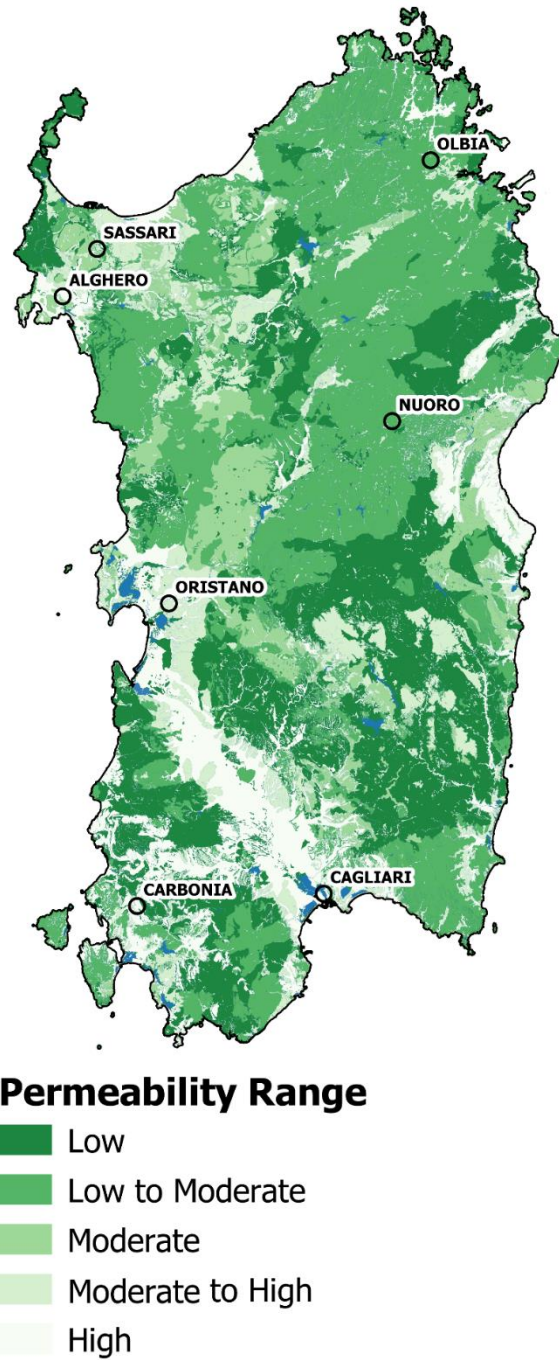 OLBIA
SASSARI
ALGHERO
NUORO
ORISTANO
CAGLIARI
CARBONIA
Permeability Range
Low
Low to Moderate
Moderate
Moderate to High
High